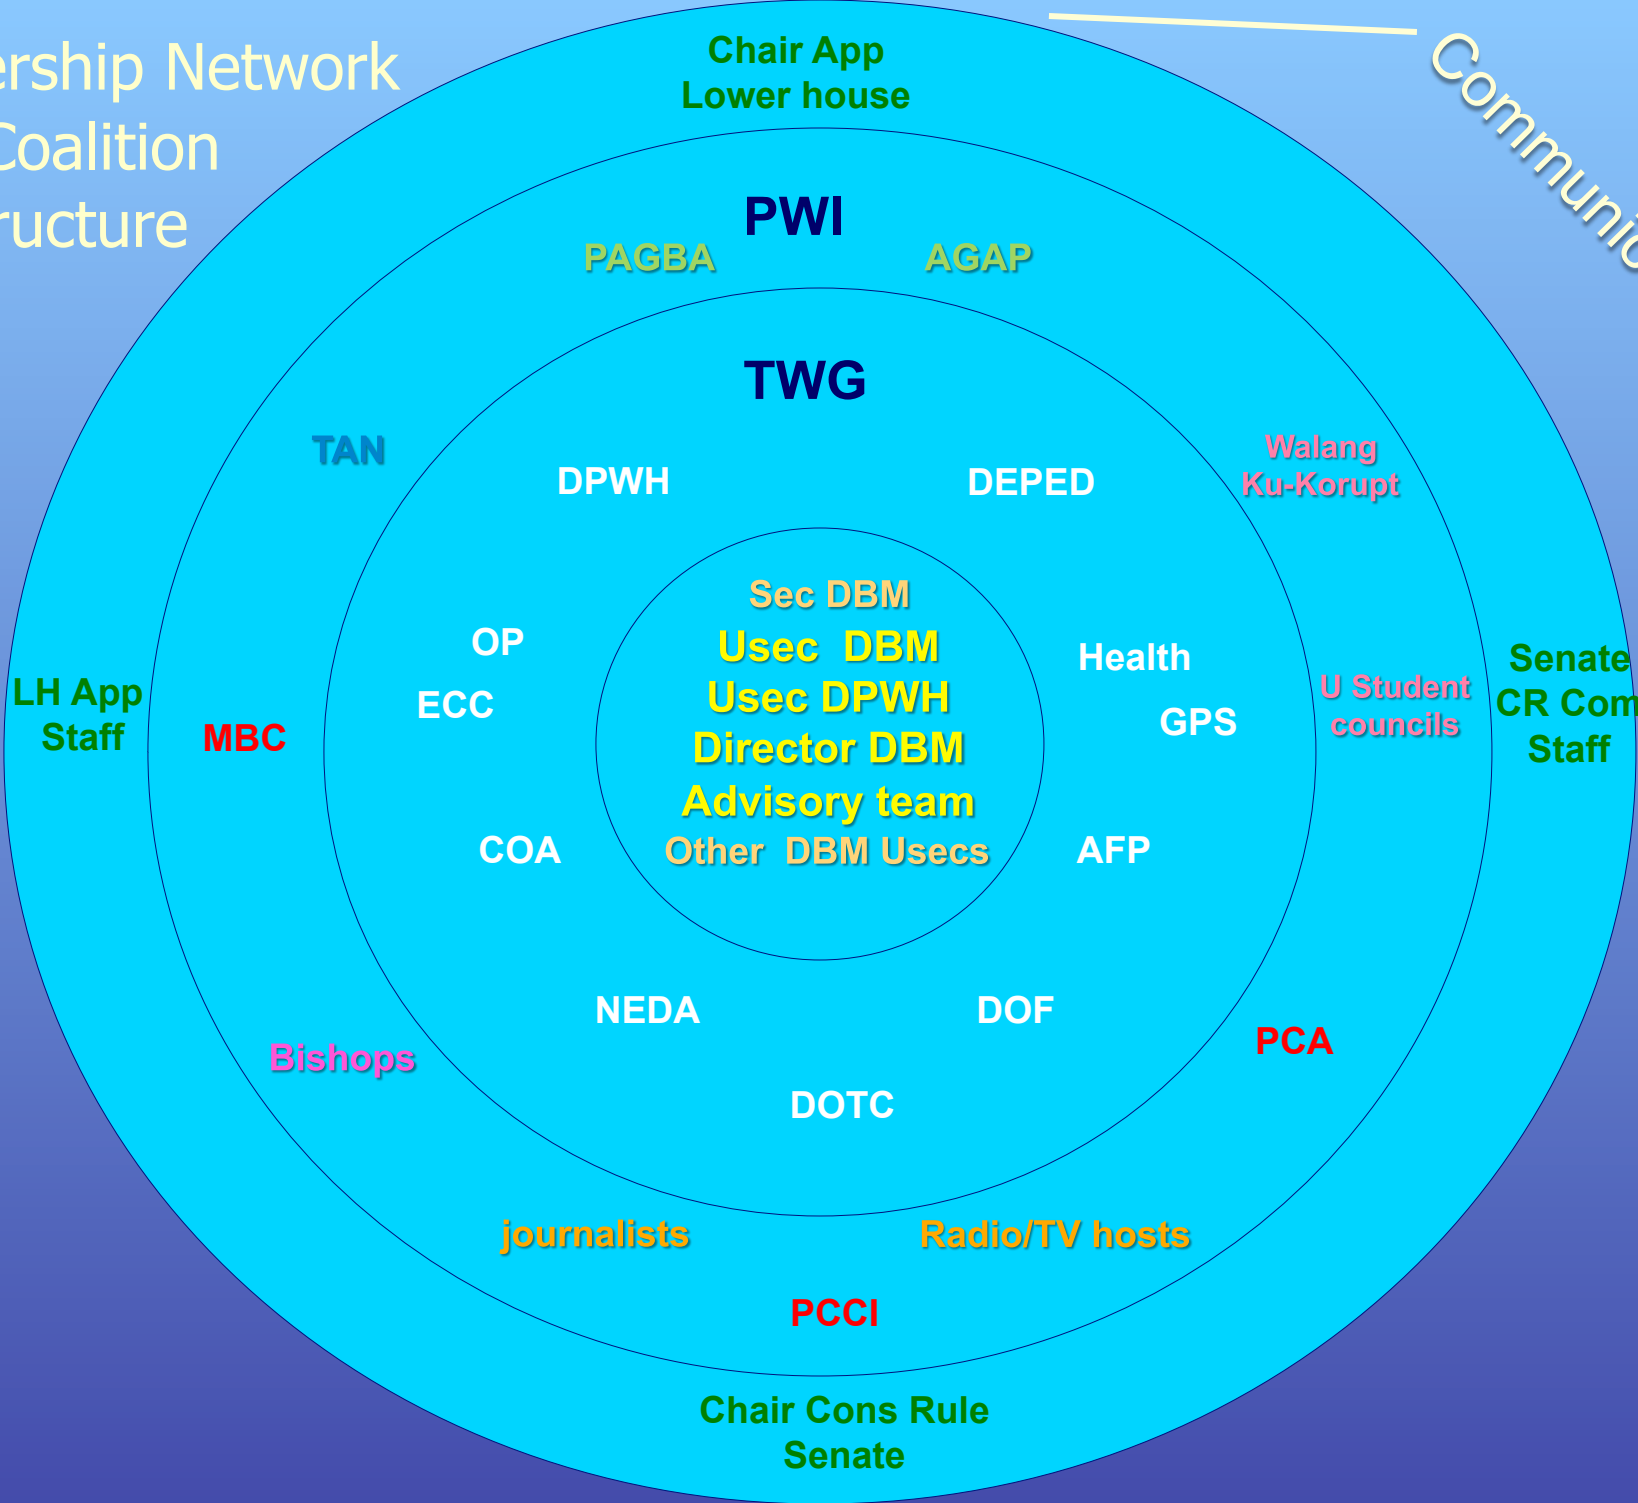 ership Network
Coalition
ructure
Communic
Chair App
Lower house
PWI
PAGBA
AGAP
TWG
TAN
Walang
Ku-Korupt
DPWH
DEPED
Sec DBM
Usec DBM
Usec DPWH
Director DBM
Advisory team
Other DBM Usecs
OP
ECC
Health
GPS
LH App
Staff
MBC
U Student
councils
Senate
CR Com
Staff
COA
AFP
NEDA
DOF
Bishops
PCA
DOTC
journalists
Radio/TV hosts
PCCI
Chair Cons Rule
Senate